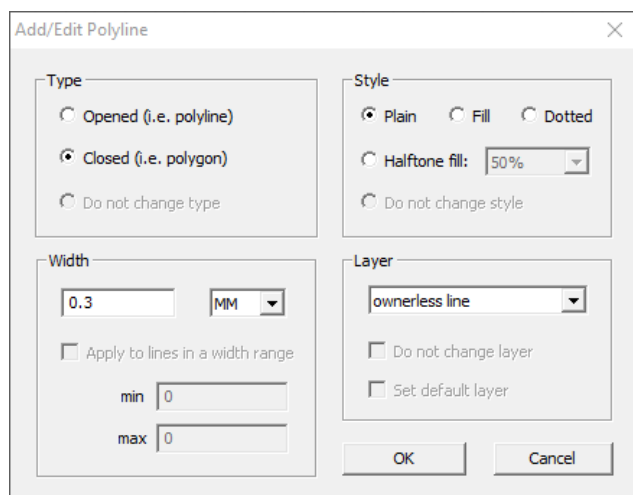 Add/Edit Polyline
Type
Opened (i.e. polyline)
Closed (i.e. polygon)
Do not change type
Style
Plain Fill Dotted
Halftone fill: 50%
Do not change style
Width
0.3 MM
Apply to lines in a width range
min 0
max 0
Layer
ownerless line
Do not change layer
Set default layer
OK Cancel